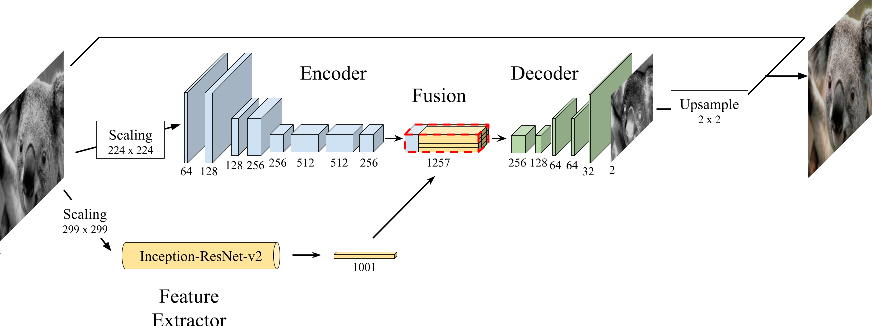 Encoder
Decoder
Fusion
Scaling
224 x 224
Upsample
2 x 2
64
128
128
256
256
512
512
256
1257
256
128
64
64
32
2
Scaling
299 x 299
Inception-ResNet-v2
1001
Feature
Extractor